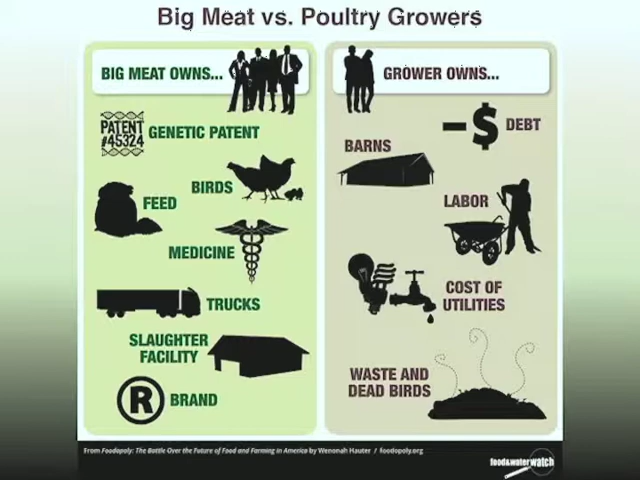 Big Meat vs. Poultry Growers
BIG MEAT OWNS...
PATENT
#45324
GENETIC PATENT
BIRDS
FEED
MEDICINE
TRUCKS
SLAUGHTER
FACILITY
R
BRAND
GROWER OWNS...
-$
DEBT
BARNS
LABOR
COST OF
UTILITIES
WASTE AND
DEAD BIRDS
From Foodopoly: The Battle Over the Future of Food and Farming in America by Wenonah Hauter / foodopoly.org
food&waterwatch